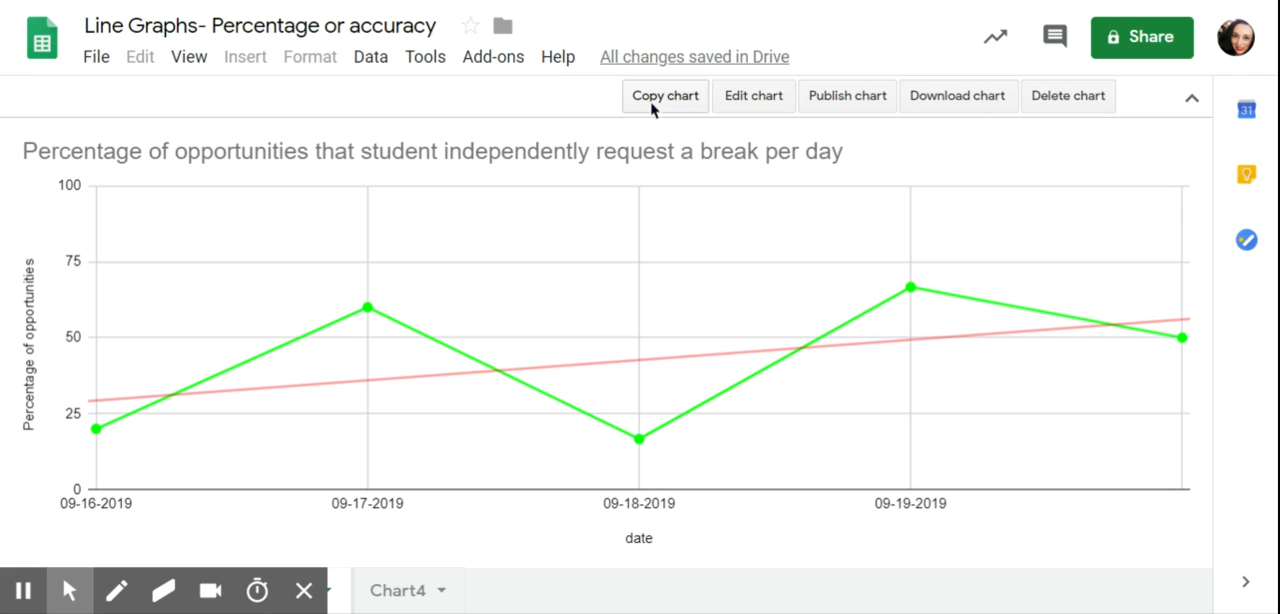 Line Graphs- Percentage or accuracy
Share
File Edit View Insert Format Data Tools Add-ons Help All changes saved in Drive
Copy chart Edit chart Publish chart Download chart Delete chart
31
Percentage of opportunities that student independently request a break per day
100
75
50
25
0
Percentage of opportunities
09-16-2019 09-17-2019 09-18-2019 09-19-2019
date
Chart4